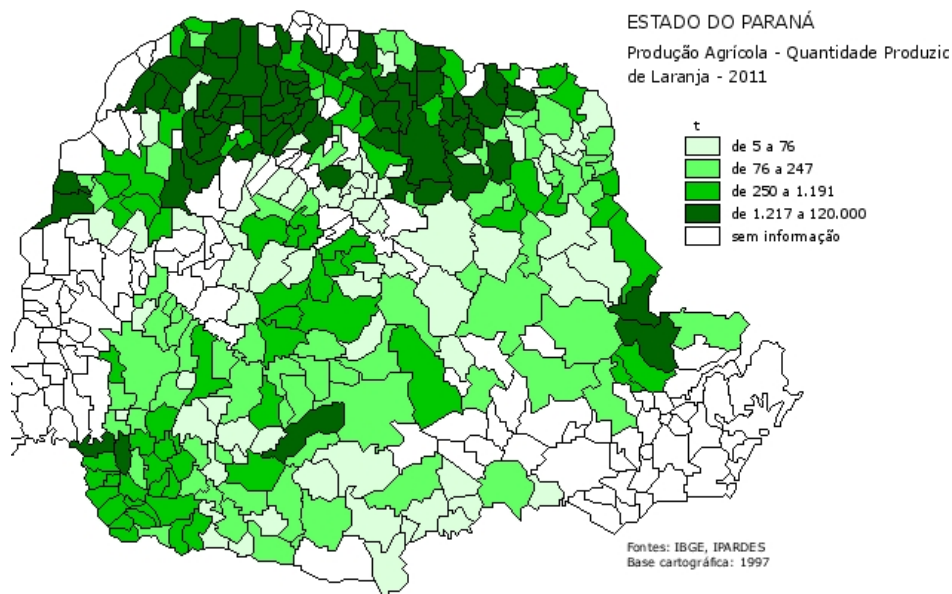 ESTADO DO PARANÁ
Produção Agrícola - Quantidade Produzic
de Laranja - 2011
t
de 5 a 76
de 76 a 247
de 250 a 1.191
de 1.217 a 120.000
sem informação
Fontes: IBGE, IPARDES
Base cartográfica: 1997